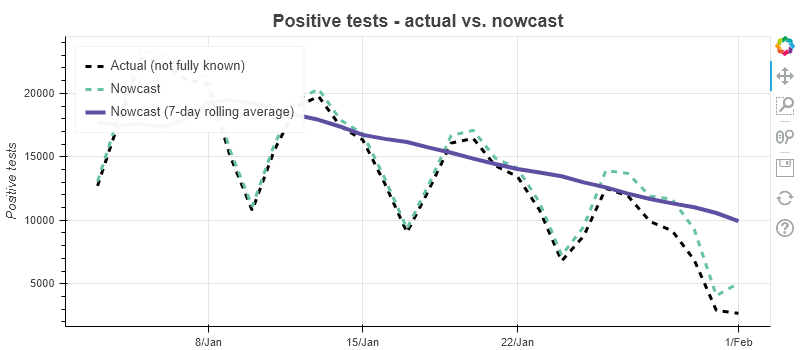 Positive tests - actual vs. nowcast
Actual (not fully known)
Nowcast
Nowcast (7-day rolling average)
Positive tests
20000
15000
10000
5000
8/Jan
15/Jan
22/Jan
1/Feb